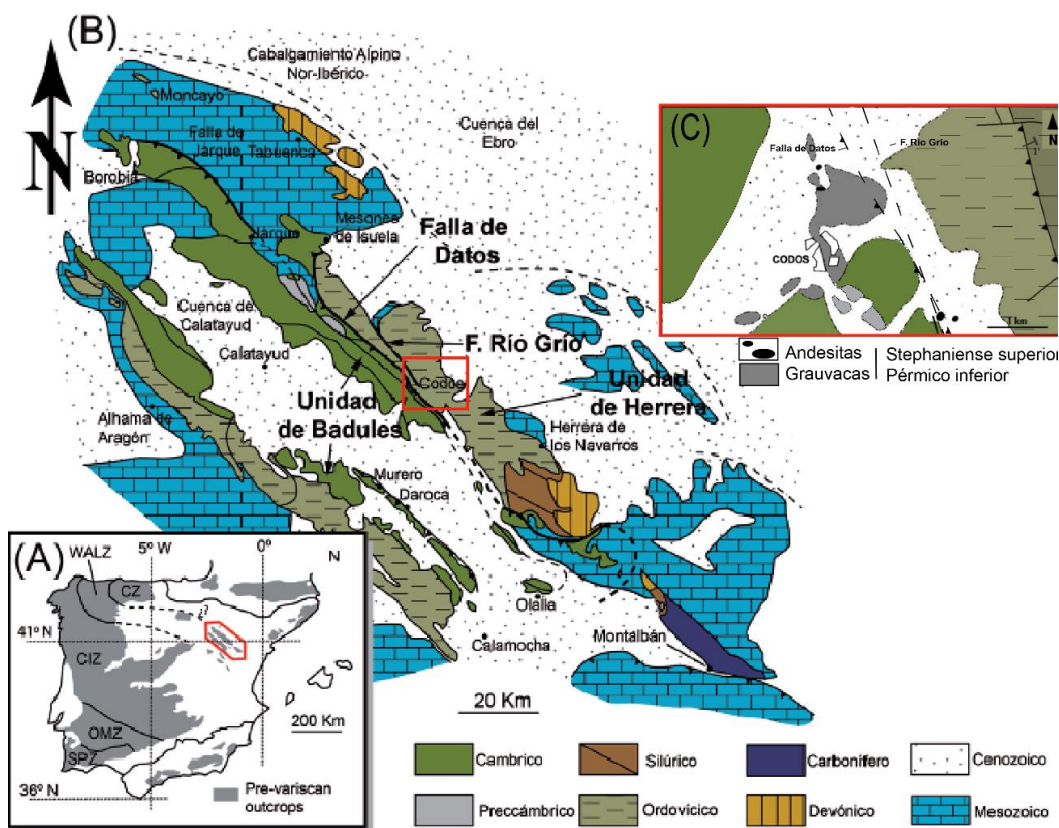 (B)
N
Cabalgamiento Alpino
Nor-Ibérico
Cuenca del
Ebro
Moncayo
Falla de
Jarque
Tabuenca
Borobia
Mesones
de Isuela
Jarque
Falla de
Datos
Cuenca de
Calatayud
Callatayud
F. Río Grío
Codos
Unidad
de Badules
Unidad
de Herrera
Herrera de
los Navarros
Alhama de
Aragón
Murero
Daroca
Olalla
Calamocha
Montalbán
20 Km
(C)
N
Falla de Datos
F. Río Grío
CODOS
1 km
Andesitas
Grauvacas
Stephaniense superior
Pérmico inferior
(A)
WALZ
5º W
0º
N
CZ
??
41º N
CIZ
200 Km
OMZ
SPZ
36º N
Pre-variscan
outcrops
Cambrico
Silúrico
Carbonífero
Cenozoico
Preccámbrico
Ordovícico
Devónico
Mesozoico